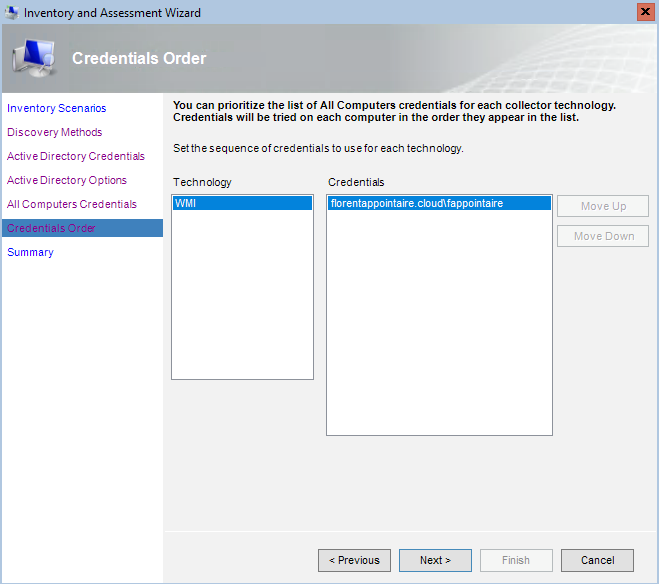 Inventory and Assessment Wizard
Credentials Order
Inventory Scenarios
Discovery Methods
Active Directory Credentials
Active Directory Options
All Computers Credentials
Credentials Order
Summary
You can prioritize the list of All Computers credentials for each collector technology.
Credentials will be tried on each computer in the order they appear in the list.
Set the sequence of credentials to use for each technology.
Technology
Credentials
WMI
florentappointaire.cloud\fappointaire
Move Up
Move Down
< Previous
Next >
Finish
Cancel